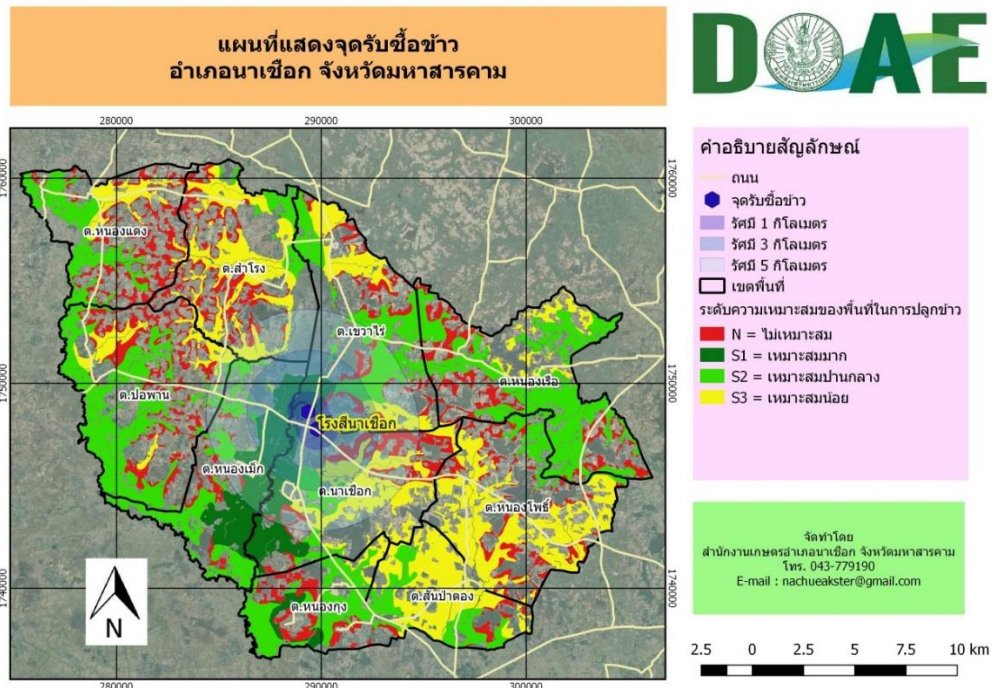 แผนที่แสดงจุดรับซื้อข้าว
อำเภอนาเชือก จังหวัดมหาสารคาม
DOAE
280000
290000
300000
1760000
1760000
ต.หนองแดง
ต.สำโรง
ต.เขวาไร่
1750000
1750000
ต.ปอพาน
ต.หนองเรือ
โรงสีนาเชือก
ต.หนองเม็ก
ต.นาเชือก
ต.หนองโพธิ์
1740000
1740000
ต.หนองกุง
ต.สันป่าตอง
N
280000
290000
300000
คำอธิบายสัญลักษณ์
ถนน
จุดรับซื้อข้าว
รัศมี 1 กิโลเมตร
รัศมี 3 กิโลเมตร
รัศมี 5 กิโลเมตร
เขตพื้นที่
ระดับความเหมาะสมของพื้นที่ในการปลูกข้าว
N = ไม่เหมาะสม
S1 = เหมาะสมมาก
S2 = เหมาะสมปานกลาง
S3 = เหมาะสมน้อย
จัดทำโดย
สำนักงานเกษตรอำเภอนาเชือก จังหวัดมหาสารคาม
โทร. 043-779190
E-mail : nachueakster@gmail.com
2.5 0 2.5 5 7.5 10 km